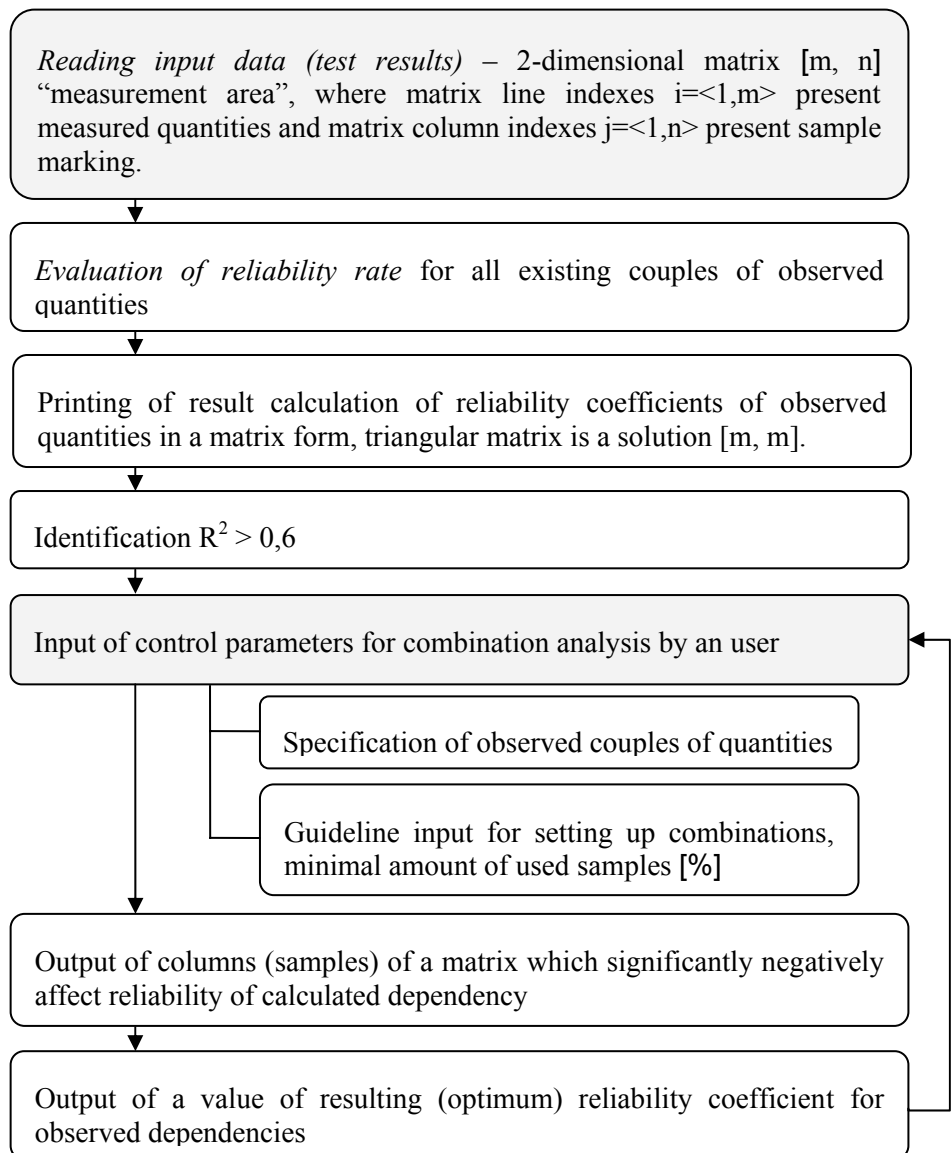 Reading input data (test results) – 2-dimensional matrix [m, n]
“measurement area”, where matrix line indexes i=<1,m> present
measured quantities and matrix column indexes j=<1,n> present sample
marking.
Evaluation of reliability rate for all existing couples of observed
quantities
Printing of result calculation of reliability coefficients of observed
quantities in a matrix form, triangular matrix is a solution [m, m].
Identification R² > 0,6
Input of control parameters for combination analysis by an user
Specification of observed couples of quantities
Guideline input for setting up combinations,
minimal amount of used samples [%]
Output of columns (samples) of a matrix which significantly negatively
affect reliability of calculated dependency
Output of a value of resulting (optimum) reliability coefficient for
observed dependencies